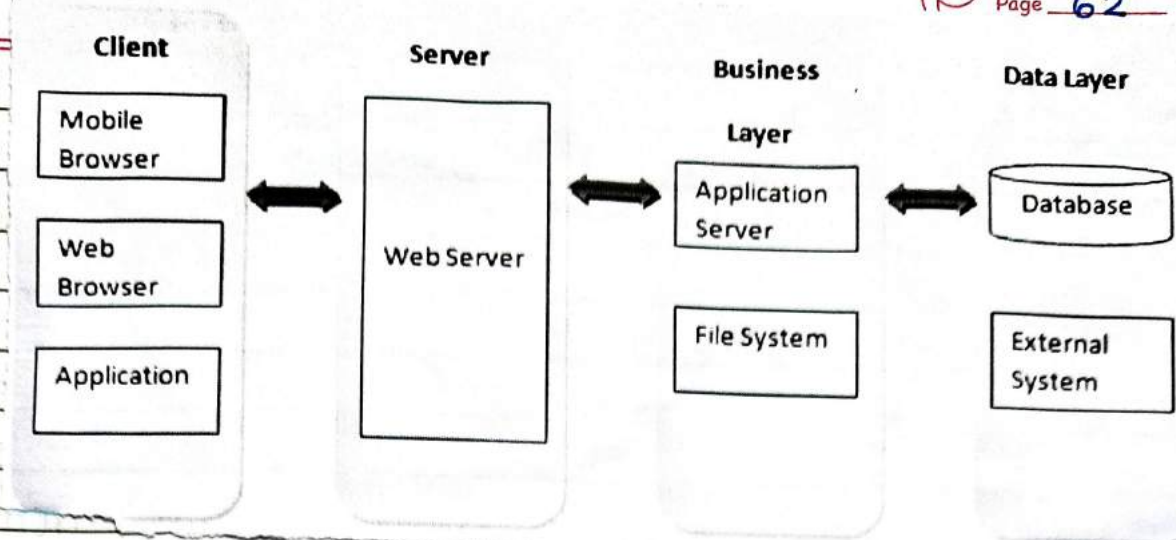 Page 62
Client
Mobile
Browser
Web
Browser
Application
Server
Web Server
Business
Layer
Application
Server
File System
Data Layer
Database
External
System